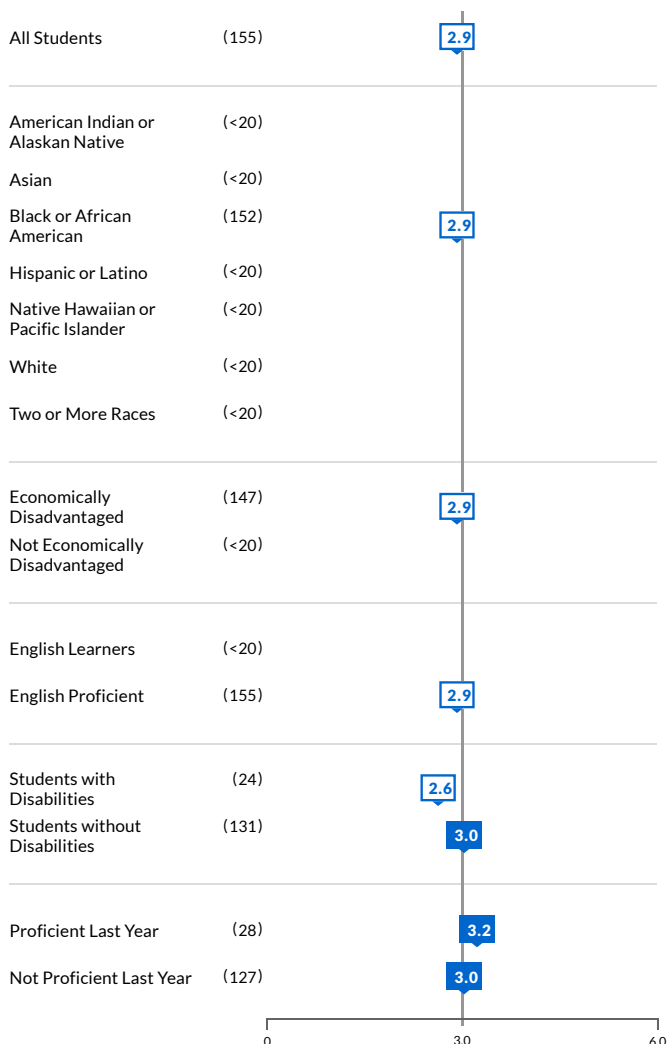 All Students (155) 2.9
American Indian or (<20)
Alaskan Native
Asian (<20)
Black or African (152) 2.9
American
Hispanic or Latino (<20)
Native Hawaiian or (<20)
Pacific Islander
White (<20)
Two or More Races (<20)
Economically (147) 2.9
Disadvantaged
Not Economically (<20)
Disadvantaged
English Learners (<20)
English Proficient (155) 2.9
Students with (24) 2.6
Disabilities
Students without (131) 3.0
Disabilities
Proficient Last Year (28) 3.2
Not Proficient Last Year (127) 3.0
0 3.0 6.0